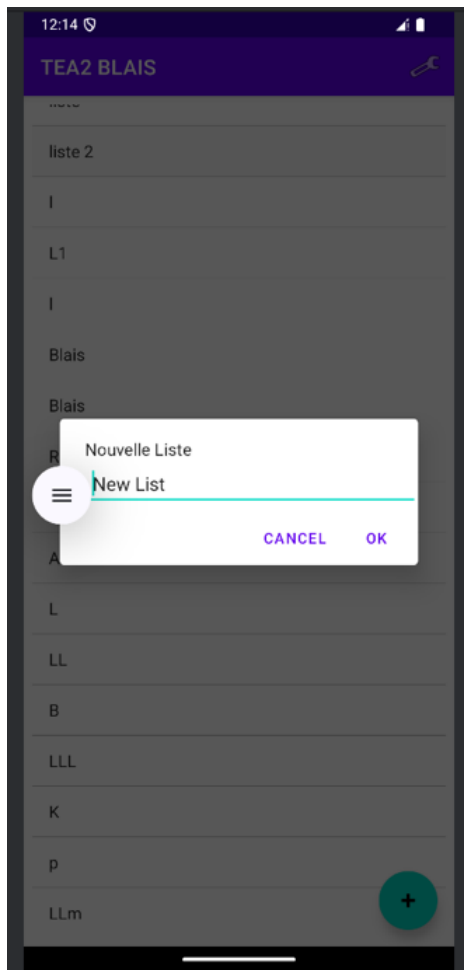 12:14
TEA2 BLAIS
liste 2
l
L1
l
Blais
Blais
R
Nouvelle Liste
New List
CANCEL OK
A
L
LL
B
LLL
K
p
LLm
+